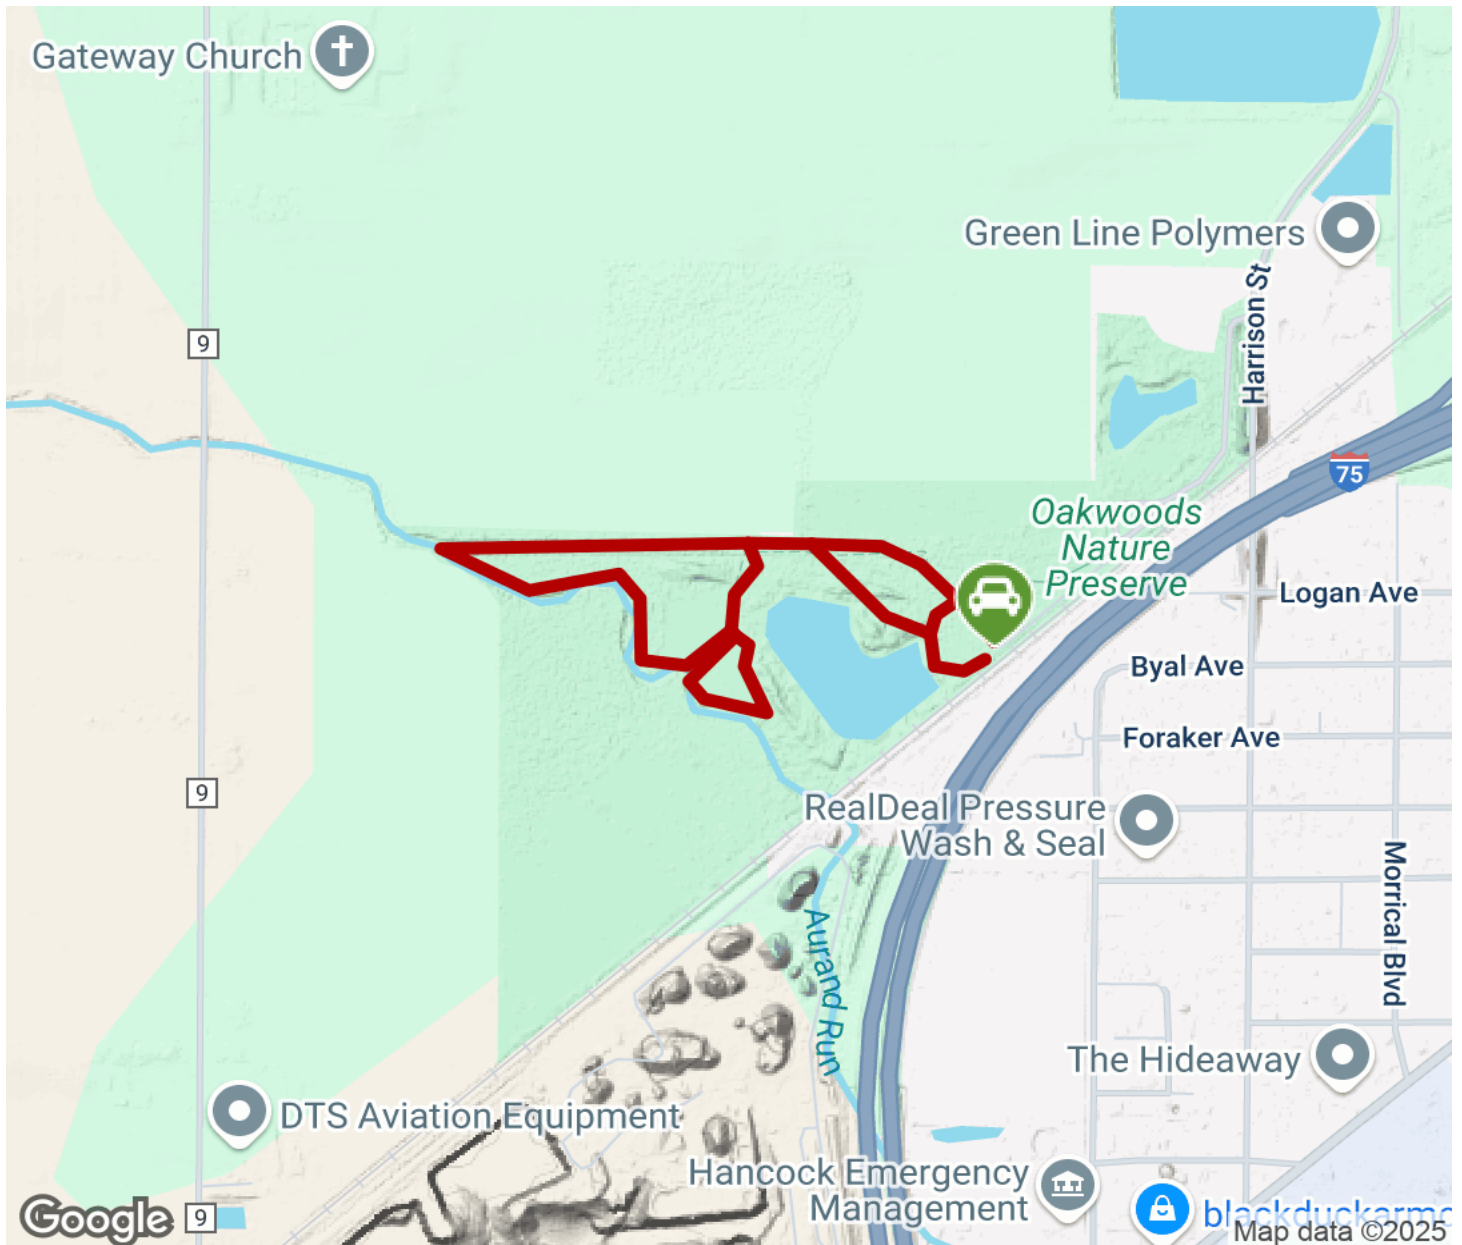 Gateway Church
Green Line Polymers
Harrison St
9
75
Oakwoods
Nature
Preserve
Logan Ave
Byal Ave
Foraker Ave
9
RealDeal Pressure
Wash & Seal
Morrical Blvd
Aurand Run
The Hideaway
DTS Aviation Equipment
Hancock Emergency
Management
blackduckarmo
Google
9
Map data ©2025